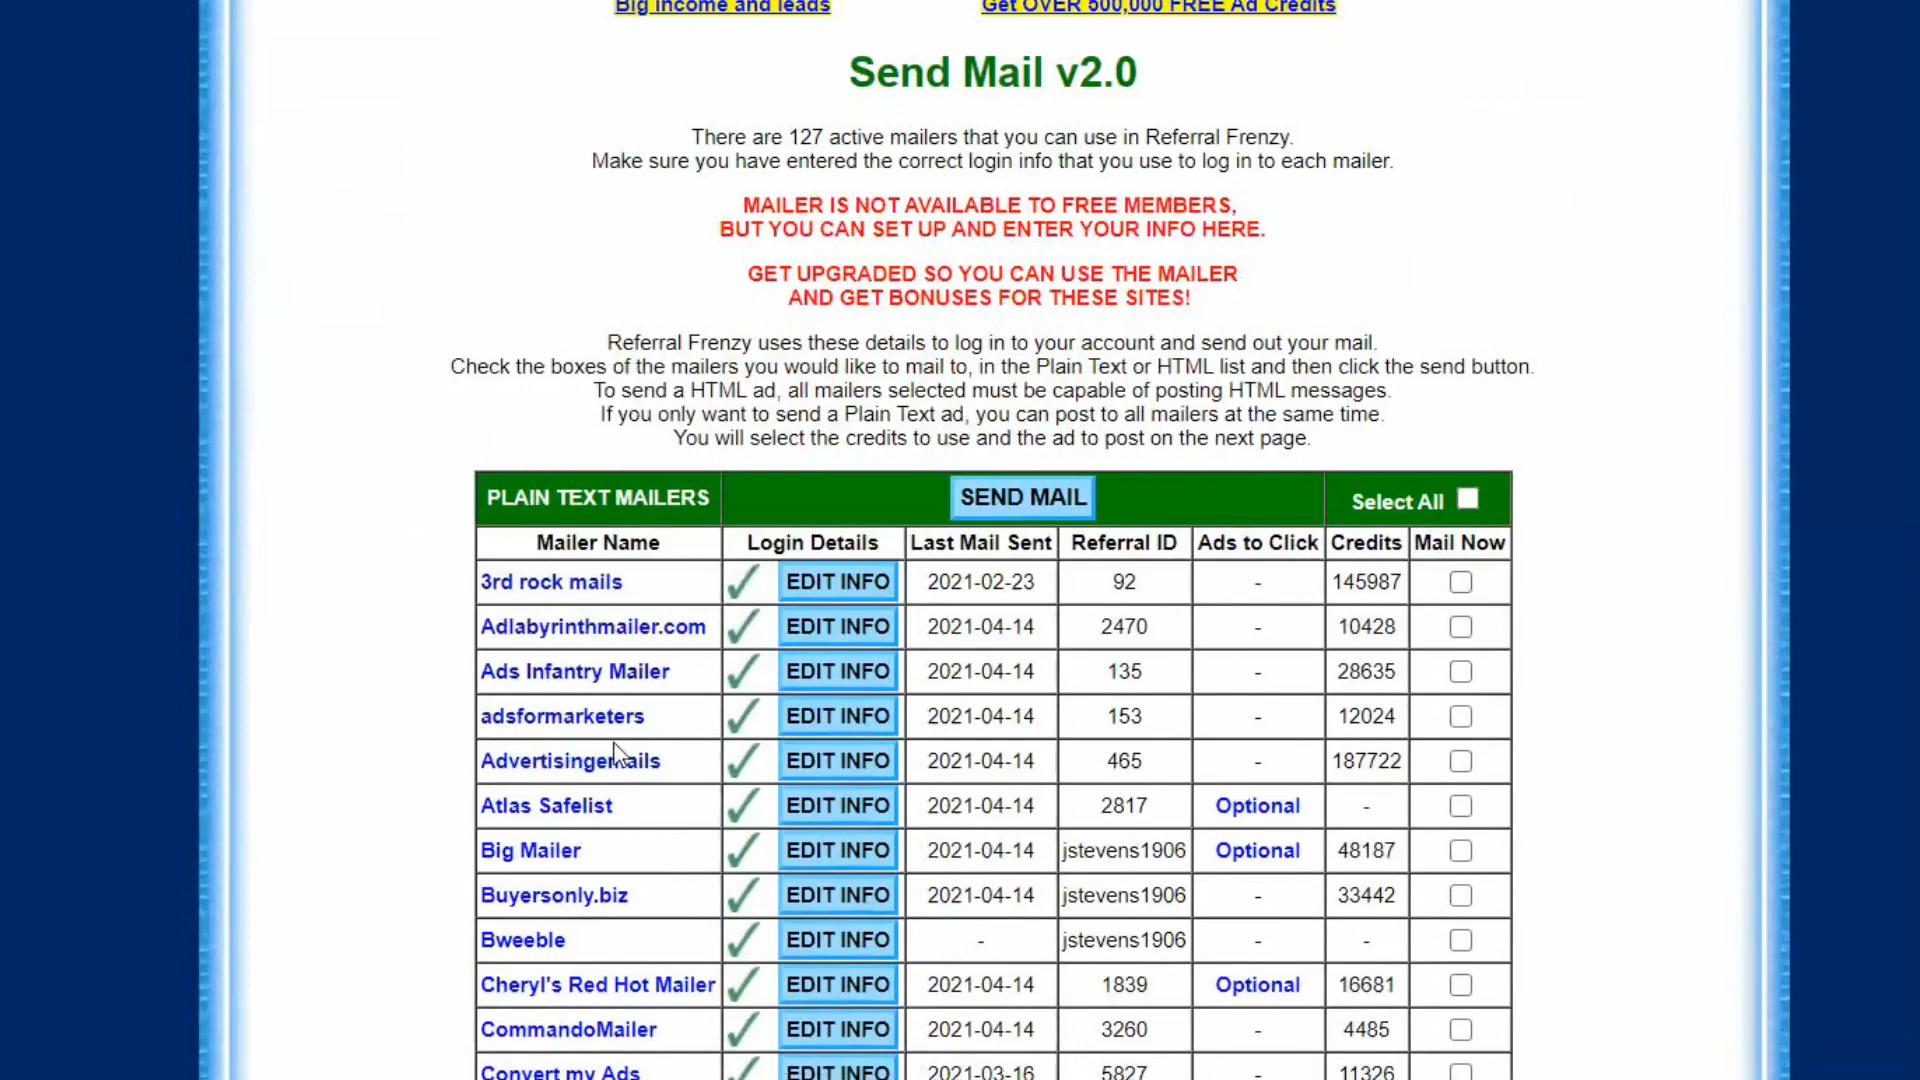 Big income and leads Get OVER 500,000 FREE Ad Credits
Send Mail v2.0
There are 127 active mailers that you can use in Referral Frenzy.
Make sure you have entered the correct login info that you use to log in to each mailer.
MAILER IS NOT AVAILABLE TO FREE MEMBERS,
BUT YOU CAN SET UP AND ENTER YOUR INFO HERE.
GET UPGRADED SO YOU CAN USE THE MAILER
AND GET BONUSES FOR THESE SITES!
Referral Frenzy uses these details to log in to your account and send out your mail.
Check the boxes of the mailers you would like to mail to, in the Plain Text or HTML list and then click the send button.
To send a HTML ad, all mailers selected must be capable of posting HTML messages.
If you only want to send a Plain Text ad, you can post to all mailers at the same time.
You will select the credits to use and the ad to post on the next page.
PLAIN TEXT MAILERS SEND MAIL Select All
Mailer Name Login Details Last Mail Sent Referral ID Ads to Click Credits Mail Now
3rd rock mails EDIT INFO 2021-02-23 92 - 145987
Adlabyrinthmailer.com EDIT INFO 2021-04-14 2470 - 10428
Ads Infantry Mailer EDIT INFO 2021-04-14 135 - 28635
adsformarketers EDIT INFO 2021-04-14 153 - 12024
Advertisingemails EDIT INFO 2021-04-14 465 - 187722
Atlas Safelist EDIT INFO 2021-04-14 2817 Optional -
Big Mailer EDIT INFO 2021-04-14 jstevens1906 Optional 48187
Buyersonly.biz EDIT INFO 2021-04-14 jstevens1906 - 33442
Bweeble EDIT INFO - jstevens1906 - -
Cheryl's Red Hot Mailer EDIT INFO 2021-04-14 1839 Optional 16681
CommandoMailer EDIT INFO 2021-04-14 3260 - 4485
Convert my Ads EDIT INFO 2021-03-16 5827 - 11326